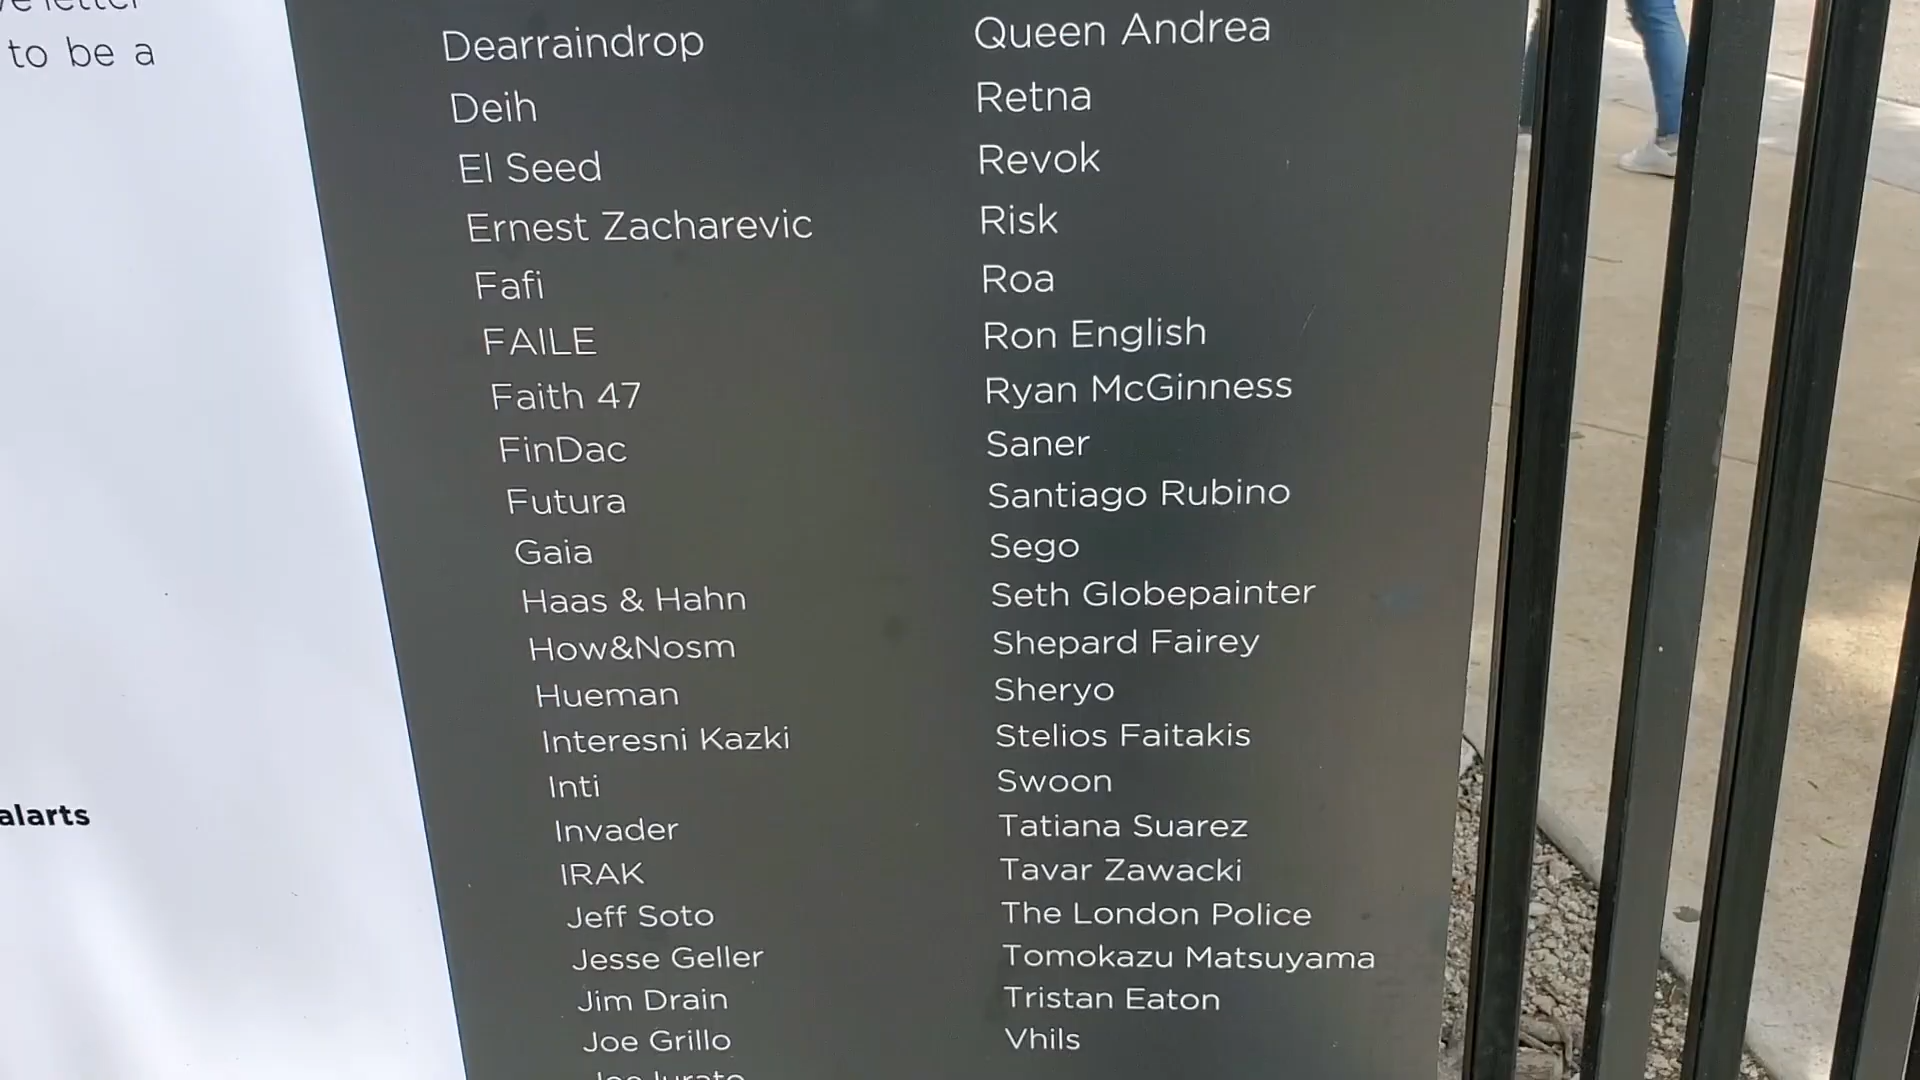 to be a
alarts
Dearraindrop
Deih
El Seed
Ernest Zacharevic
Fafi
FAILE
Faith 47
FinDac
Futura
Gaia
Haas & Hahn
How&Nosm
Hueman
Interesni Kazki
Inti
Invader
IRAK
Jeff Soto
Jesse Geller
Jim Drain
Joe Grillo
Queen Andrea
Retna
Revok
Risk
Roa
Ron English
Ryan McGinness
Saner
Santiago Rubino
Sego
Seth Globepainter
Shepard Fairey
Sheryo
Stelios Faitakis
Swoon
Tatiana Suarez
Tavar Zawacki
The London Police
Tomokazu Matsuyama
Tristan Eaton
Vhils